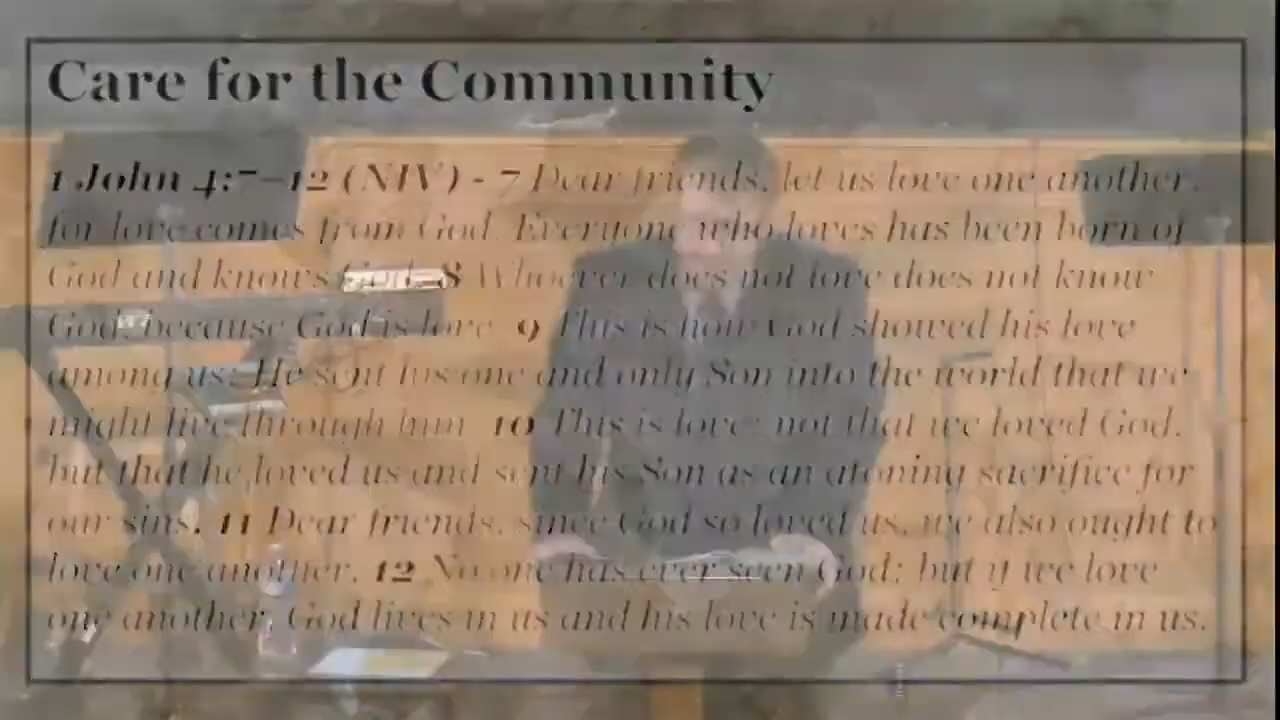 Care for the Community
1 John 4:7–12 (NIV) - 7 Dear friends, let us love one another,
for love comes from God. Everyone who loves has been born of
God and knows God. 8 Whoever does not love does not know
God, because God is love. 9 This is how God showed his love
among us: He sent his one and only Son into the world that we
might live through him. 10 This is love: not that we loved God,
but that he loved us and sent his Son as an atoning sacrifice for
our sins. 11 Dear friends, since God so loved us, we also ought to
love one another. 12 No one has ever seen God; but if we love
one another, God lives in us and his love is made complete in us.